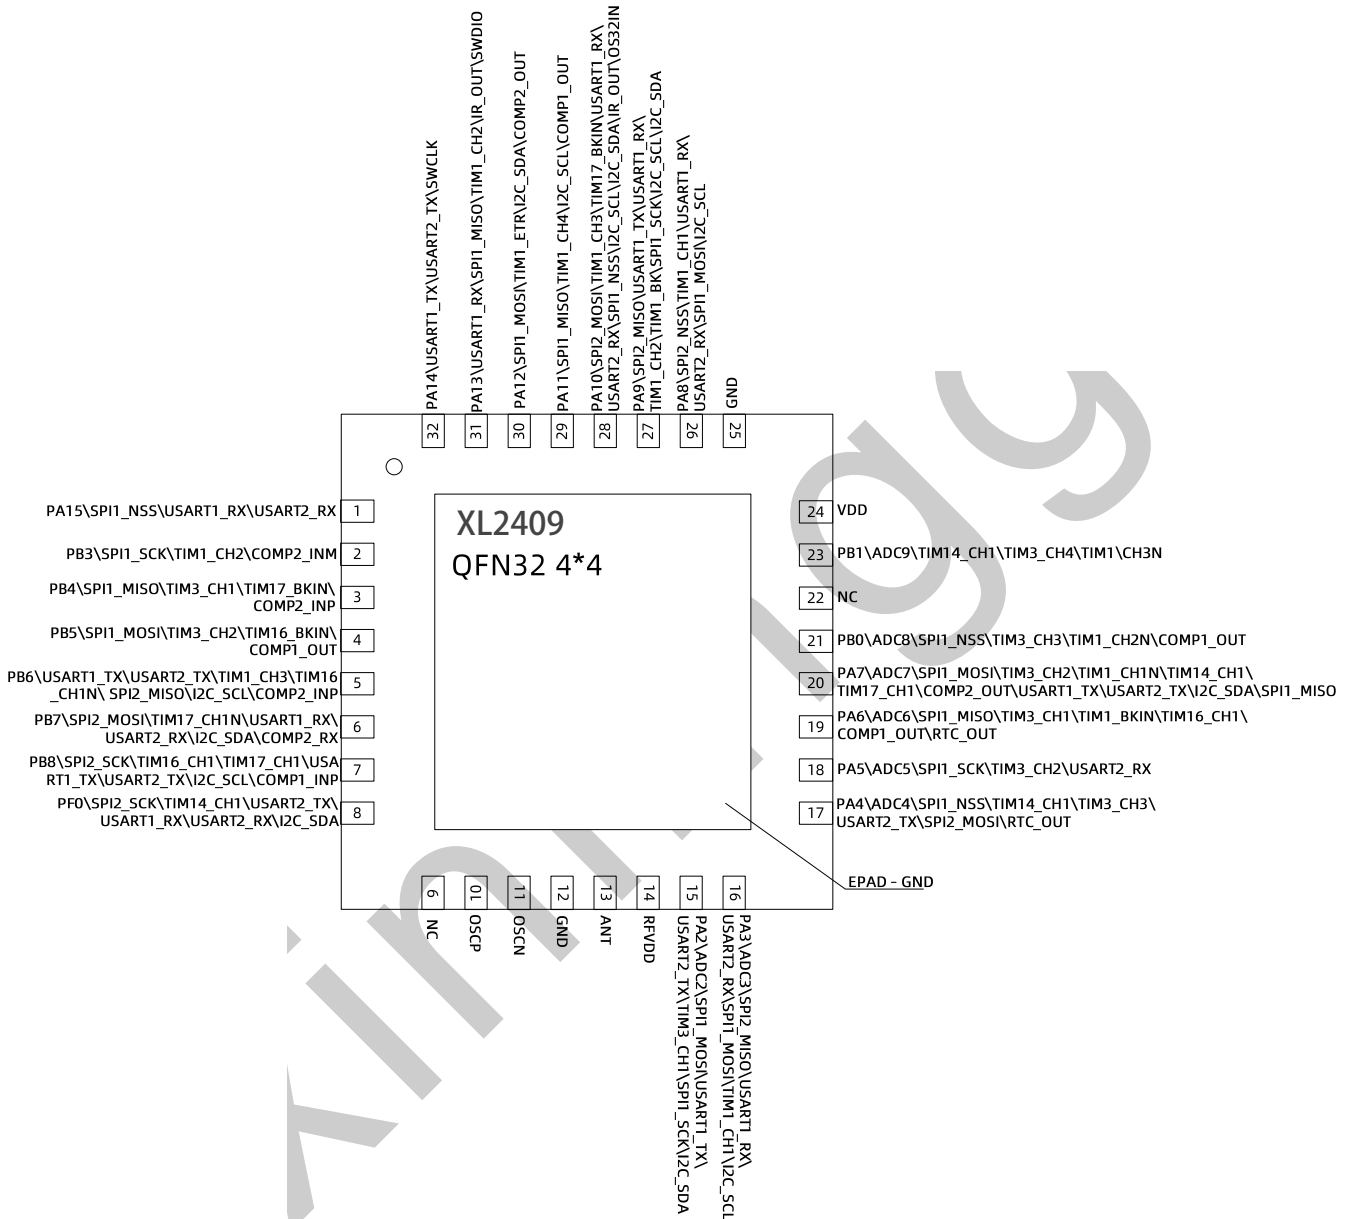 PA14\USART1_TX\USART2_TX\SWCLK
PA13\USART1_RX\SPI1_MISO\TIM1_CH2\IR_OUT\SWDIO
PA12\SPI1_MOSI\TIM1_ETR\I2C_SDA\COMP2_OUT
PA11\SPI1_MISO\TIM1_CH4\I2C_SCL\COMP1_OUT
PA10\SPI2_MOSI\TIM1_CH3\TIM17_BKIN\USART1_RX\
USART2_RX\SPI1_NSS\I2C_SCL\I2C_SDA\IR_OUT\OS32IN
PA9\SPI2_MISO\USART1_TX\USART1_RX\
TIM1_CH2\TIM1_BK\SPI1_SCK\I2C_SCL\I2C_SDA
PA8\SPI2_NSS\TIM1_CH1\USART1_RX\
USART2_RX\SPI1_MOSI\I2C_SCL
GND
32
31
30
29
28
27
26
25
PA15\SPI1_NSS\USART1_RX\USART2_RX
1
PB3\SPI1_SCK\TIM1_CH2\COMP2_INM
2
PB4\SPI1_MISO\TIM3_CH1\TIM17_BKIN\
COMP2_INP
3
PB5\SPI1_MOSI\TIM3_CH2\TIM16_BKIN\
COMP1_OUT
4
PB6\USART1_TX\USART2_TX\TIM1_CH3\TIM16
_CH1N\ SPI2_MISO\I2C_SCL\COMP2_INP
5
PB7\SPI2_MOSI\TIM17_CH1N\USART1_RX\
USART2_RX\I2C_SDA\COMP2_RX
6
PB8\SPI2_SCK\TIM16_CH1\TIM17_CH1\USA
RT1_TX\USART2_TX\I2C_SCL\COMP1_INP
7
PF0\SPI2_SCK\TIM14_CH1\USART2_TX\
USART1_RX\USART2_RX\I2C_SDA
8
XL2409
QFN32 4*4
24
VDD
23
PB1\ADC9\TIM14_CH1\TIM3_CH4\TIM1\CH3N
22
NC
21
PB0\ADC8\SPI1_NSS\TIM3_CH3\TIM1_CH2N\COMP1_OUT
20
PA7\ADC7\SPI1_MOSI\TIM3_CH2\TIM1_CH1N\TIM14_CH1\
TIM17_CH1\COMP2_OUT\USART1_TX\USART2_TX\I2C_SDA\SPI1_MISO
19
PA6\ADC6\SPI1_MISO\TIM3_CH1\TIM1_BKIN\TIM16_CH1\
COMP1_OUT\RTC_OUT
18
PA5\ADC5\SPI1_SCK\TIM3_CH2\USART2_RX
17
PA4\ADC4\SPI1_NSS\TIM14_CH1\TIM3_CH3\
USART2_TX\SPI2_MOSI\RTC_OUT
EPAD - GND
9
10
11
12
13
14
15
16
NC
OSCP
OSCN
GND
ANT
RFVDD
PA2\ADC2\SPI1_MOSI\USART1_TX\
USART2_TX\TIM3_CH1\SPI1_SCK\I2C_SDA
PA3\ADC3\SPI2_MISO\USART1_RX\
USART2_RX\SPI1_MOSI\TIM1_CH1\I2C_SCL